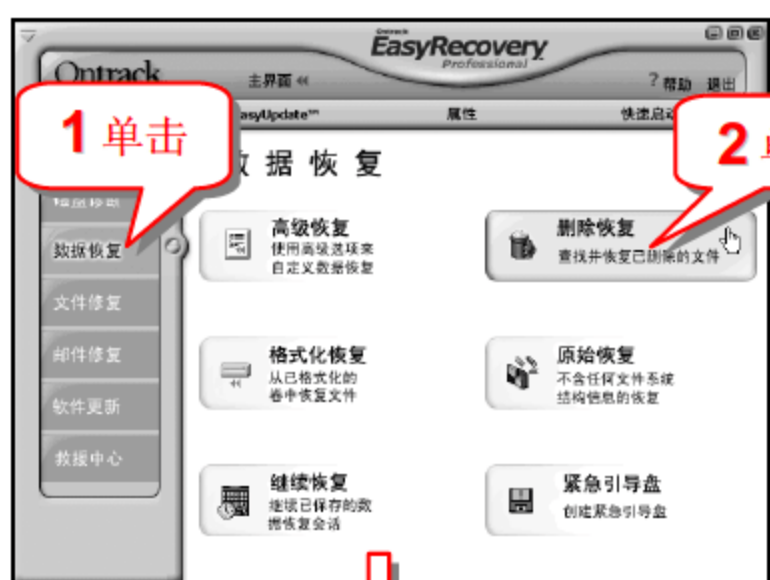 Ontrack
EasyRecovery
Professional
Ontrack
主界面
? 帮助 退出
asyUpdate™
属性
快速启
1 单击
2
据恢复
数据恢复
文件修复
邮件修复
软件更新
救援中心
高级恢复
使用高级选项来
自定义数据恢复
删除恢复
查找并恢复已删除的文件
格式化恢复
从已格式化的
卷中恢复文件
原始恢复
不含任何文件系统
结构信息的恢复
继续恢复
继续已保存的数
据恢复会话
紧急引导盘
创建紧急引导盘